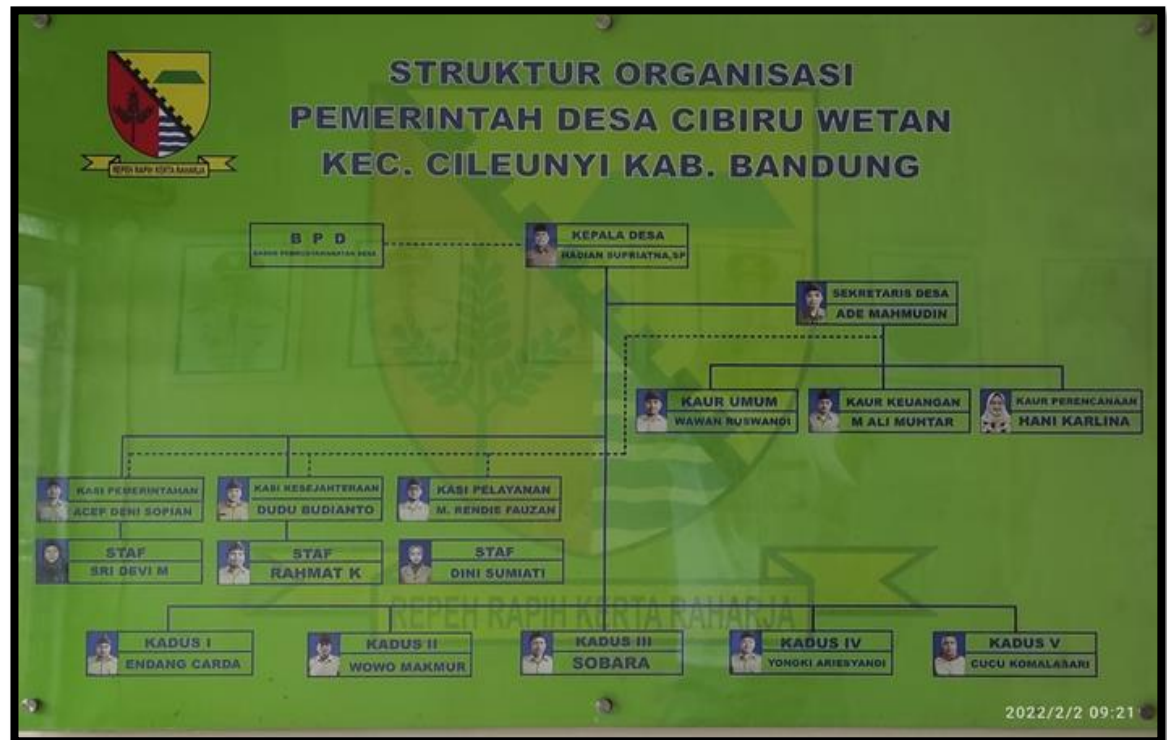 STRUKTUR ORGANISASI
PEMERINTAH DESA CIBIRU WETAN
KEC. CILEUNYI KAB. BANDUNG
REPEH RAPIH KERTA RAHARJA
B P D
BADAN PERMUSYAWARATAN DESA
KEPALA DESA
HADIAN SUPRIATNA,SP
SEKRETARIS DESA
ADE MAHMUDIN
KAUR UMUM
WAWAN RUSWANDI
KAUR KEUANGAN
M ALI MUHTAR
KAUR PERENCANAAN
HANI KARLINA
KASI PEMERINTAHAN
ACEF DENI SOPIAN
KASI KESEJAHTERAAN
DUDU BUDIANTO
KASI PELAYANAN
M. RENDIE FAUZAN
STAF
SRI DEVI M
STAF
RAHMAT K
STAF
DINI SUMIATI
REPEH RAPIH KERTA RAHARJA
KADUS I
ENDANG CARDA
KADUS II
WOWO MAKMUR
KADUS III
SOBARA
KADUS IV
YONGKI ARIESYANDI
KADUS V
CUCU KOMALASARI
2022/2/2 09:21